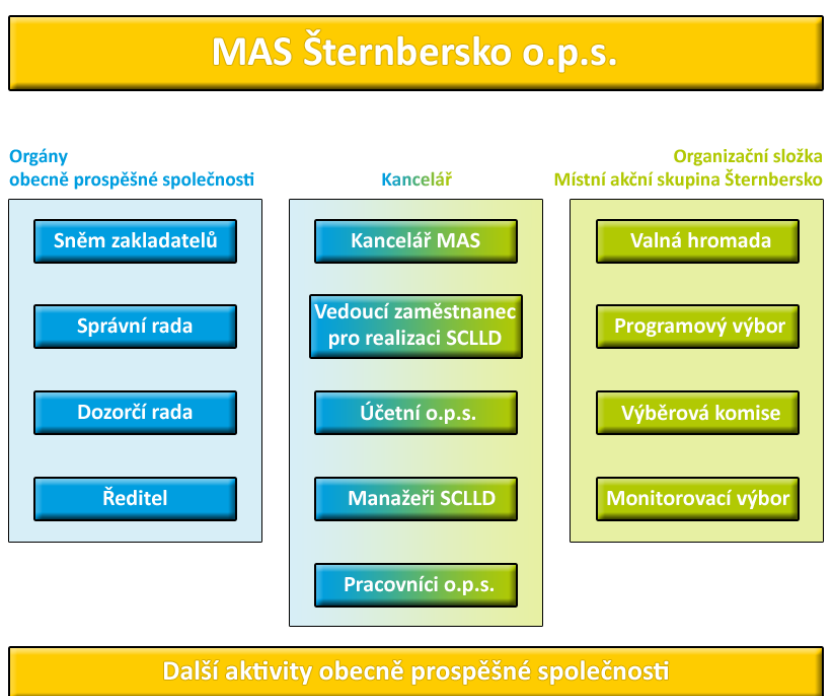 MAS Šternbersko o.p.s.
Orgány
obecně prospěšné společnosti
Sněm zakladatelů
Správní rada
Dozorčí rada
Ředitel
Kancelář
Kancelář MAS
Vedoucí zaměstnanec
pro realizaci SCLLD
Účetní o.p.s.
Manažeři SCLLD
Pracovníci o.p.s.
Organizační složka
Místní akční skupina Šternbersko
Valná hromada
Programový výbor
Výběrová komise
Monitorovací výbor
Další aktivity obecně prospěšné společnosti